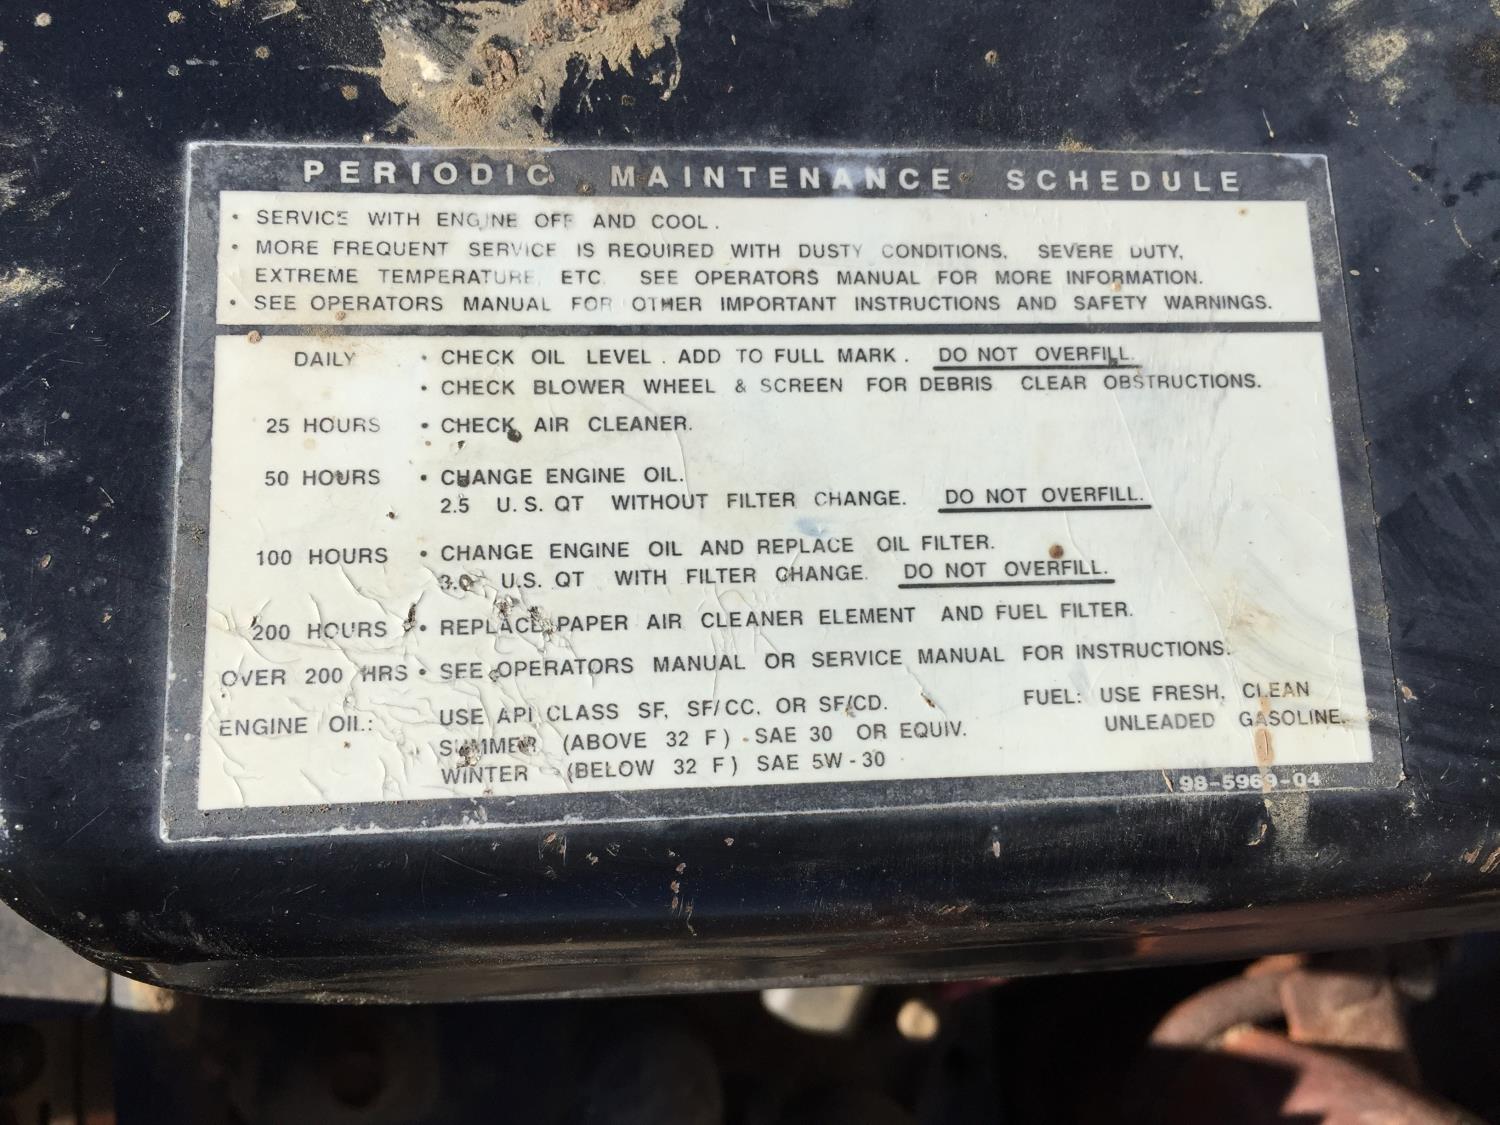 PERIODIC MAINTENANCE SCHEDULE
• SERVICE WITH ENGINE OFF AND COOL.
• MORE FREQUENT SERVICE IS REQUIRED WITH DUSTY CONDITIONS, SEVERE DUTY,
EXTREME TEMPERATURE, ETC. SEE OPERATORS MANUAL FOR MORE INFORMATION.
• SEE OPERATORS MANUAL FOR OTHER IMPORTANT INSTRUCTIONS AND SAFETY WARNINGS.
DAILY • CHECK OIL LEVEL. ADD TO FULL MARK. DO NOT OVERFILL.
• CHECK BLOWER WHEEL & SCREEN FOR DEBRIS CLEAR OBSTRUCTIONS.
25 HOURS • CHECK AIR CLEANER.
50 HOURS • CHANGE ENGINE OIL.
2.5 U.S. QT WITHOUT FILTER CHANGE. DO NOT OVERFILL.
100 HOURS • CHANGE ENGINE OIL AND REPLACE OIL FILTER.
3.0 U.S. QT WITH FILTER CHANGE. DO NOT OVERFILL.
200 HOURS • REPLACE PAPER AIR CLEANER ELEMENT AND FUEL FILTER.
OVER 200 HRS • SEE OPERATORS MANUAL OR SERVICE MANUAL FOR INSTRUCTIONS.
ENGINE OIL: USE API CLASS SF, SF/CC, OR SF/CD.
SUMMER (ABOVE 32 F) - SAE 30 OR EQUIV.
WINTER (BELOW 32 F) SAE 5W-30
FUEL: USE FRESH, CLEAN
UNLEADED GASOLINE.
98-5969-04